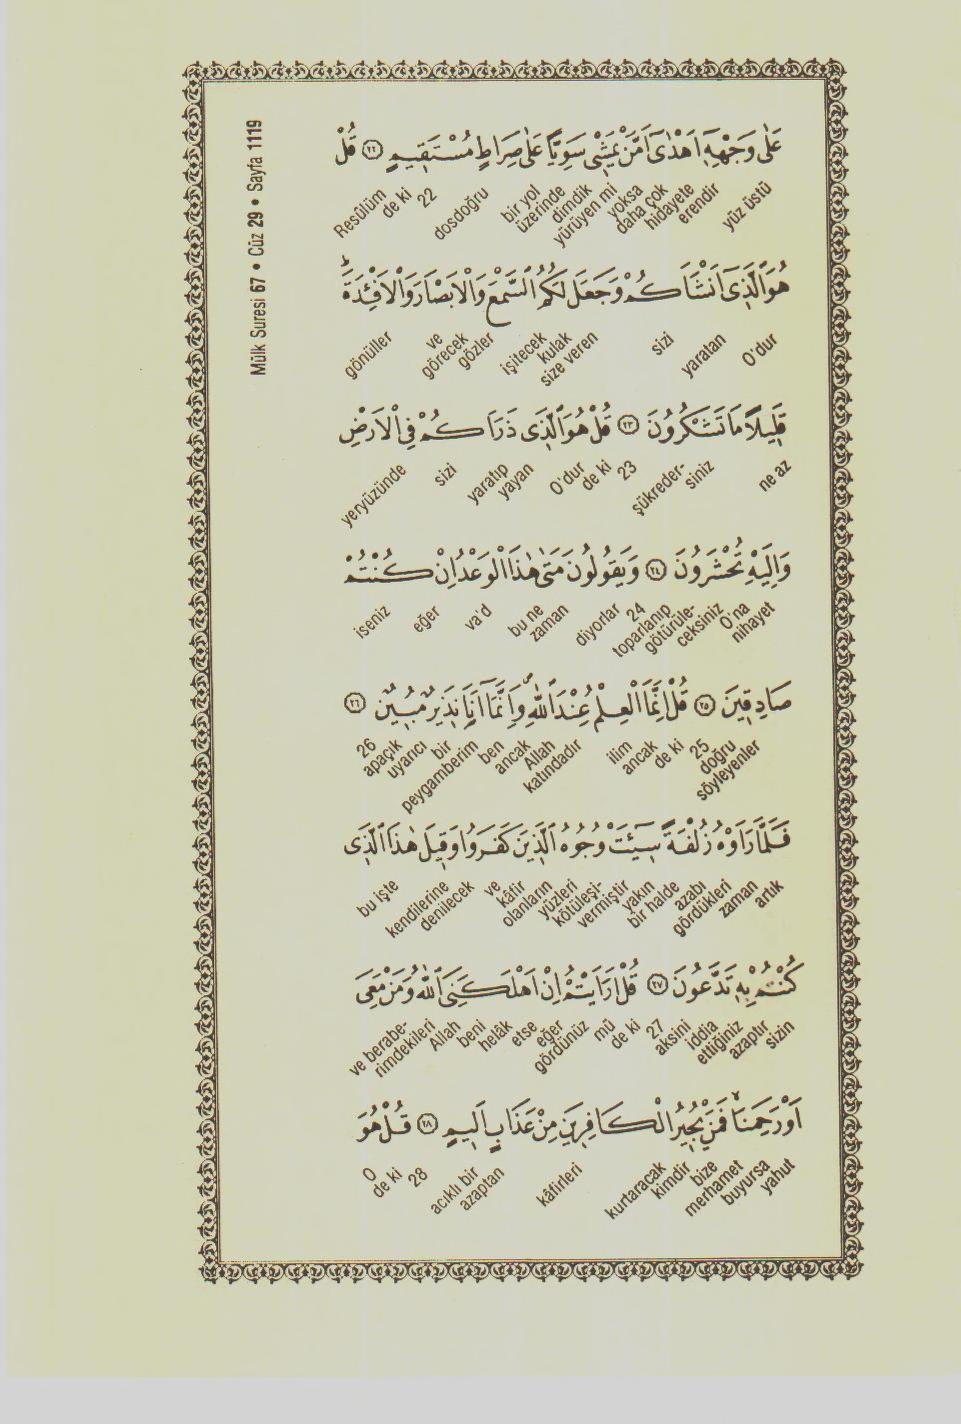 Mülk Suresi 67 • Cüz 29 • Sayfa 1119
عَلٰى وَجْهِهٖٓ اَهْدٰىٓ اَمَّنْ يَمْشٖى سَوِيًّا عَلٰى صِرَاطٍ مُسْتَقٖيمٍ ﴿٢٢﴾ قُلْ
yüz üstü erendir hidayete daha çok yoksa yürüyen mi dimdik üzerinde bir yol dosdoğru 22 de ki Resûlüm
هُوَ الَّذٖىٓ اَنْشَاَكُمْ وَجَعَلَ لَكُمُ السَّمْعَ وَالْاَبْصَارَ وَالْاَفْـِٔدَةَ ط
O'dur yaratan sizi size veren kulak işitecek gözler görecek ve gönüller
قَلٖيلًا مَا تَشْكُرُونَ ﴿٢٣﴾ قُلْ هُوَ الَّذٖى ذَرَاَكُمْ فِى الْاَرْضِ
ne az şükreder-siniz 23 de ki O'dur yaratıp yayan sizi yeryüzünde
وَاِلَيْهِ تُحْشَرُونَ ﴿٢٤﴾ وَيَقُولُونَ مَتٰى هٰذَا الْوَعْدُ اِنْ كُنْتُمْ
nihayet O'na toparlanıp götürüle-ceksiniz 24 diyorlar bu ne zaman va'd eğer iseniz
صَادِقٖينَ ﴿٢٥﴾ قُلْ اِنَّمَا الْعِلْمُ عِنْدَ اللّٰهِ وَاِنَّمَٓا اَنَا۬ نَذٖيرٌ مُبٖينٌ ﴿٢٦﴾
doğru söyleyenler 25 de ki ancak ilim Allah katındadır ancak ben bir peygamberim uyarıcı apaçık 26
فَلَمَّا رَاَوْهُ زُلْفَةً سٖٓيـَٔتْ وُجُوهُ الَّذٖينَ كَفَرُوا وَقٖيلَ هٰذَا الَّذٖى
artık zaman gördükleri azabı yakın bir halde kötüleşi-vermiştir yüzleri kâfir olanların ve kendilerine denilecek bu işte
كُنْتُمْ بِهٖ تَدَّعُونَ ﴿٢٧﴾ قُلْ اَرَاَيْتُمْ اِنْ اَهْلَكَنِىَ اللّٰهُ وَمَنْ مَعِىَ
sizin azaptır iddia ettiğiniz aksini 27 de ki mü gördünüz eğer etse helâk beni Allah ve berabe-rimdekileri
اَوْ رَحِمَنَا فَمَنْ يُجٖيرُ الْكَافِرٖينَ مِنْ عَذَابٍ اَلٖيمٍ ﴿٢٨﴾ قُلْ هُوَ
yahut merhamet buyursa bize kimdir kurtaracak kâfirleri acıklı bir azaptan 28 de ki O